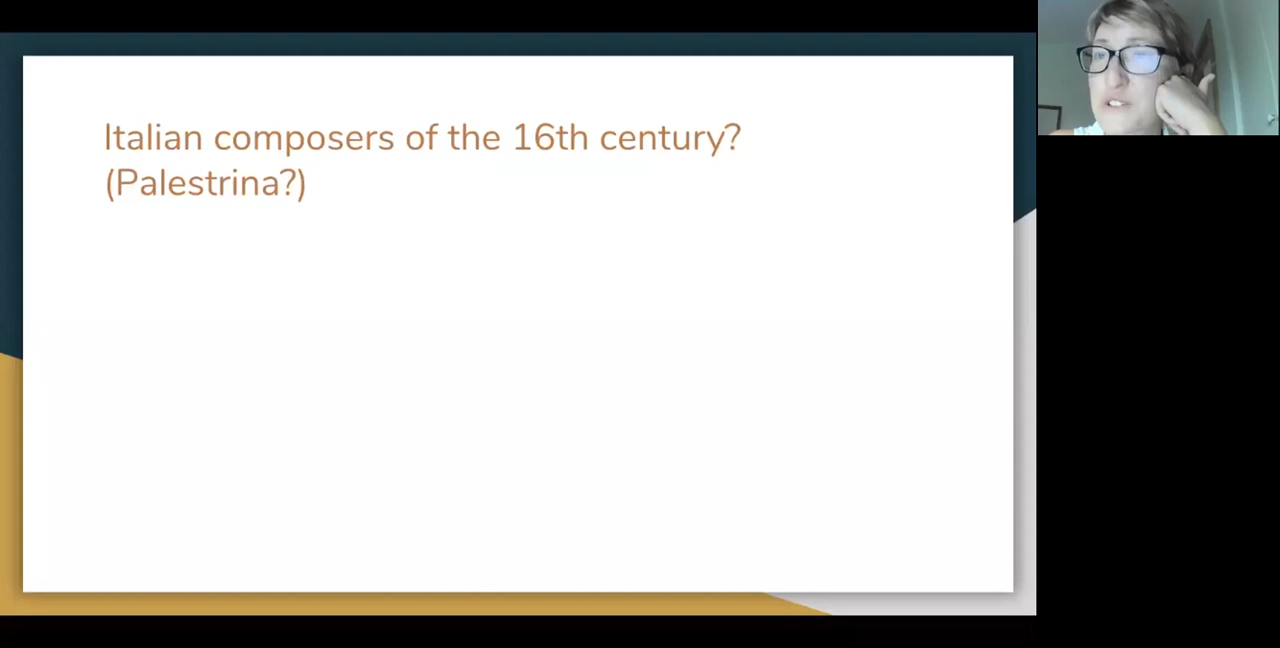 Italian composers of the 16th century?
(Palestrina?)